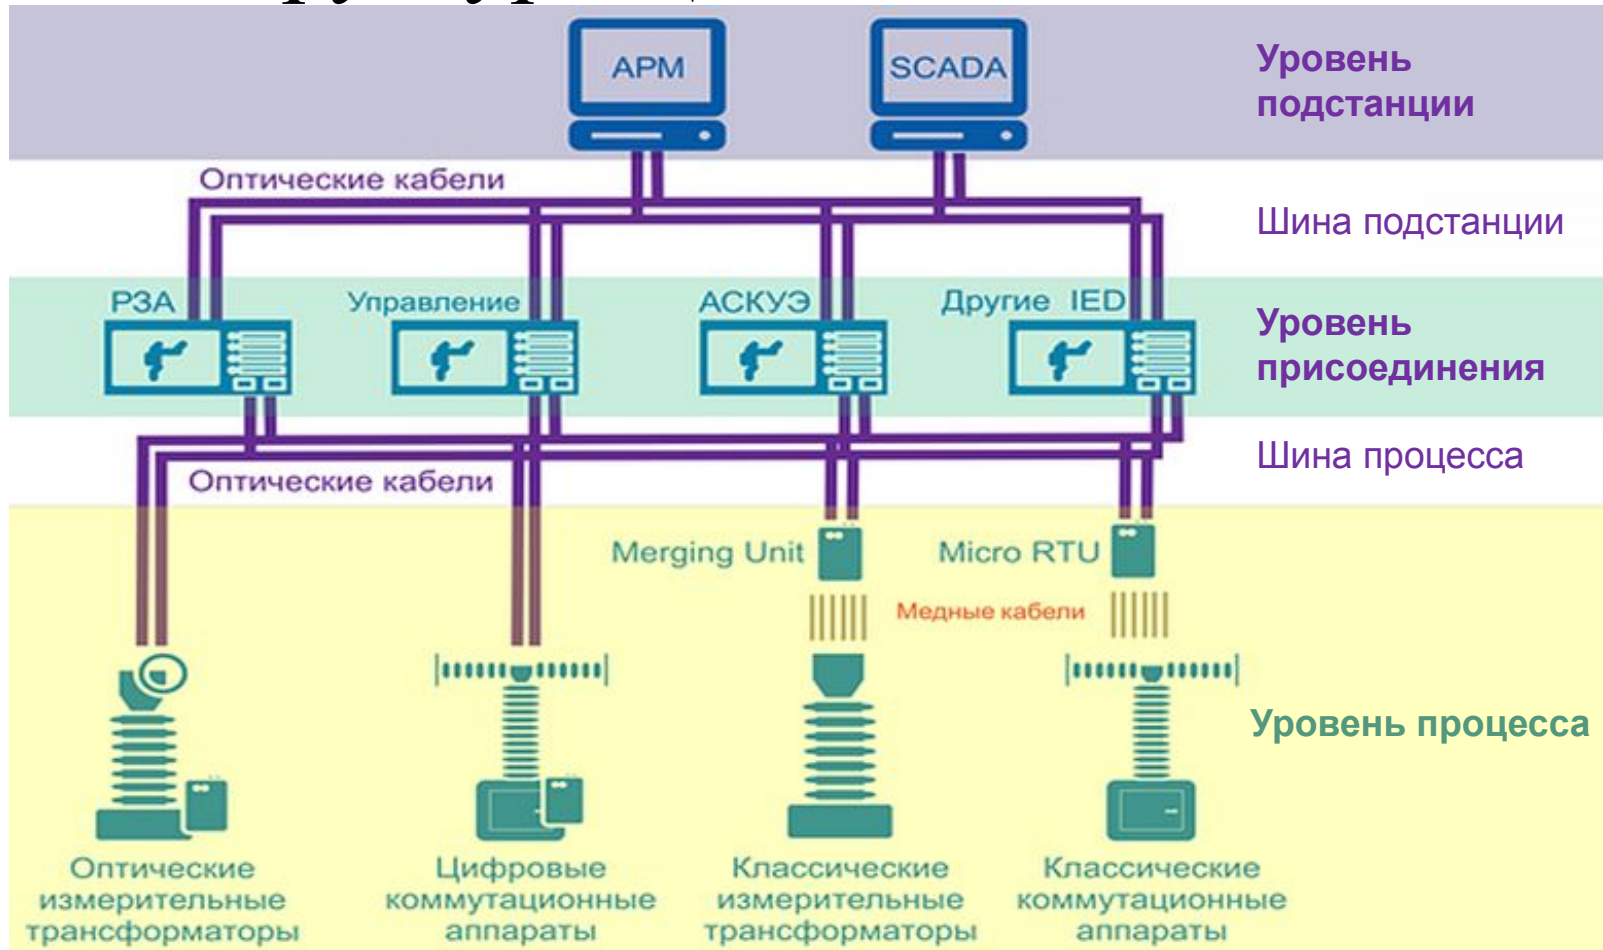 АРМ
SCADA
Уровень
подстанции
Оптические кабели
Шина подстанции
РЗА
Управление
АСКУЭ
Другие IED
Уровень
присоединения
Шина процесса
Оптические кабели
Merging Unit
Micro RTU
Медные кабели
Уровень процесса
Оптические
измерительные
трансформаторы
Цифровые
коммутационные
аппараты
Классические
измерительные
трансформаторы
Классические
коммутационные
аппараты